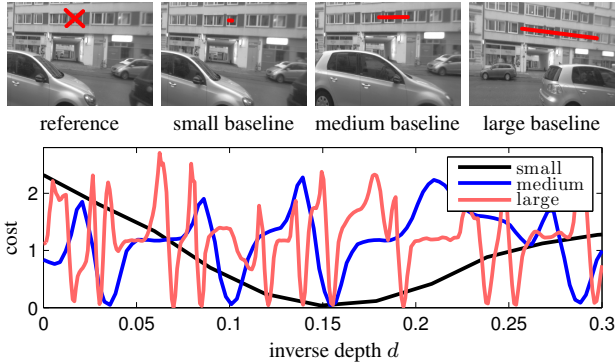 reference small baseline medium baseline large baseline
small
medium
large
cost
2
1
0
0 0.05 0.1 0.15 0.2 0.25 0.3
inverse depth d